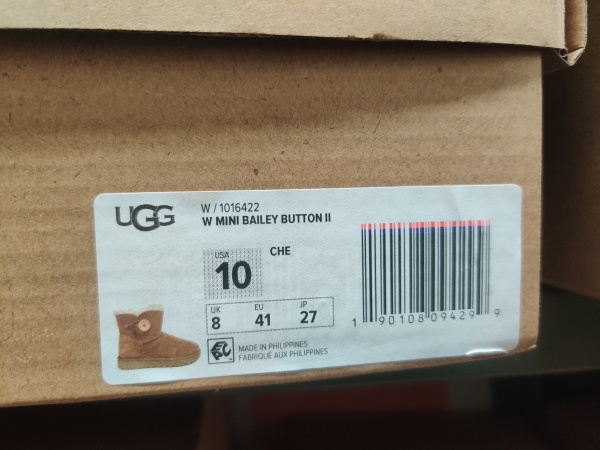 UGG
W / 1016422
W MINI BAILEY BUTTON II
USA
10
CHE
UK EU JP
8 41 27
MADE IN PHILIPPINES
FABRIQUÉ AUX PHILIPPINES
1 90108 09429 9